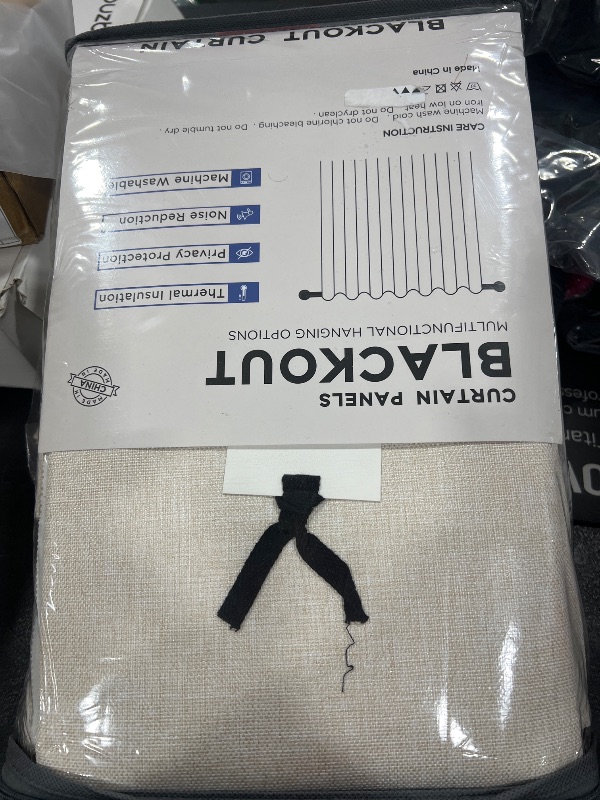 CURTAIN PANELS
BLACKOUT
MULTIFUNCTIONAL HANGING OPTIONS
Thermal Insulation
Privacy Protection
Noise Reduction
Machine Washable
MADE IN
CHINA
MADE IN
CARE INSTRUCTION
Machine wash cold . Do not chlorine bleaching . Do not tumble dry .
Iron on low heat . Do not dryclean .
Made in China
BLACKOUT CURTAIN